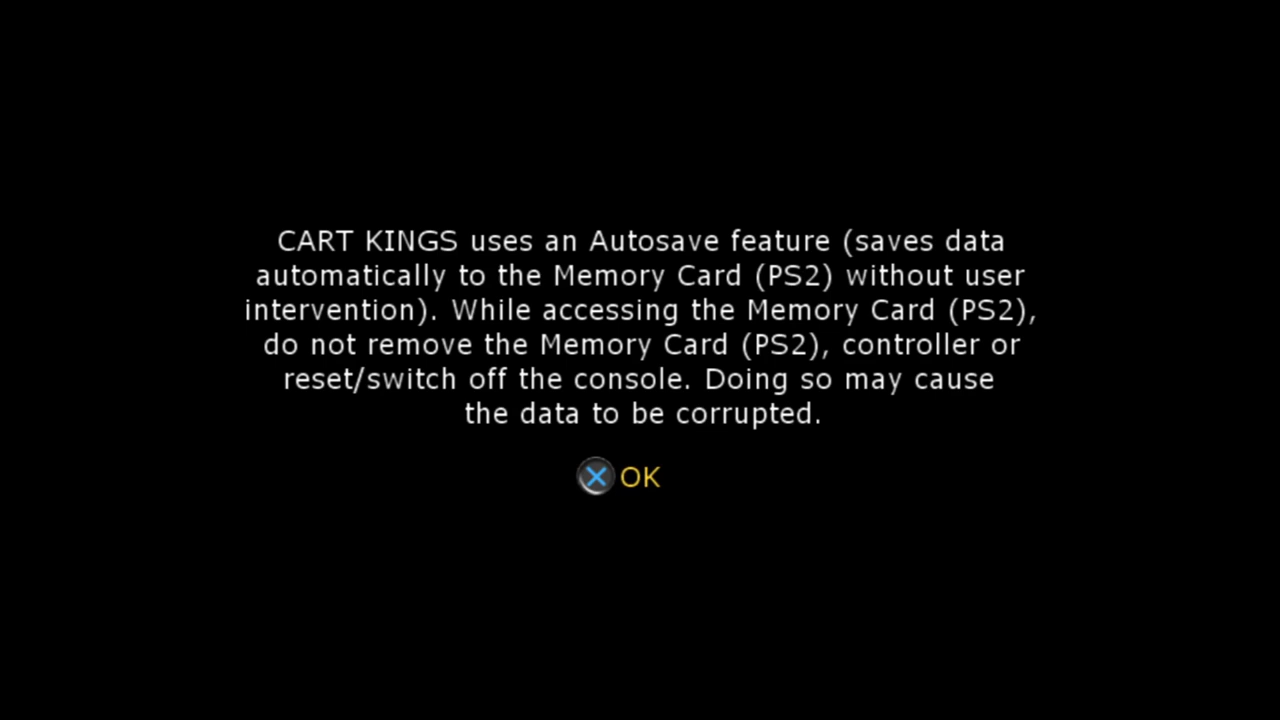 CART KINGS uses an Autosave feature (saves data
automatically to the Memory Card (PS2) without user
intervention). While accessing the Memory Card (PS2),
do not remove the Memory Card (PS2), controller or
reset/switch off the console. Doing so may cause
the data to be corrupted.
OK